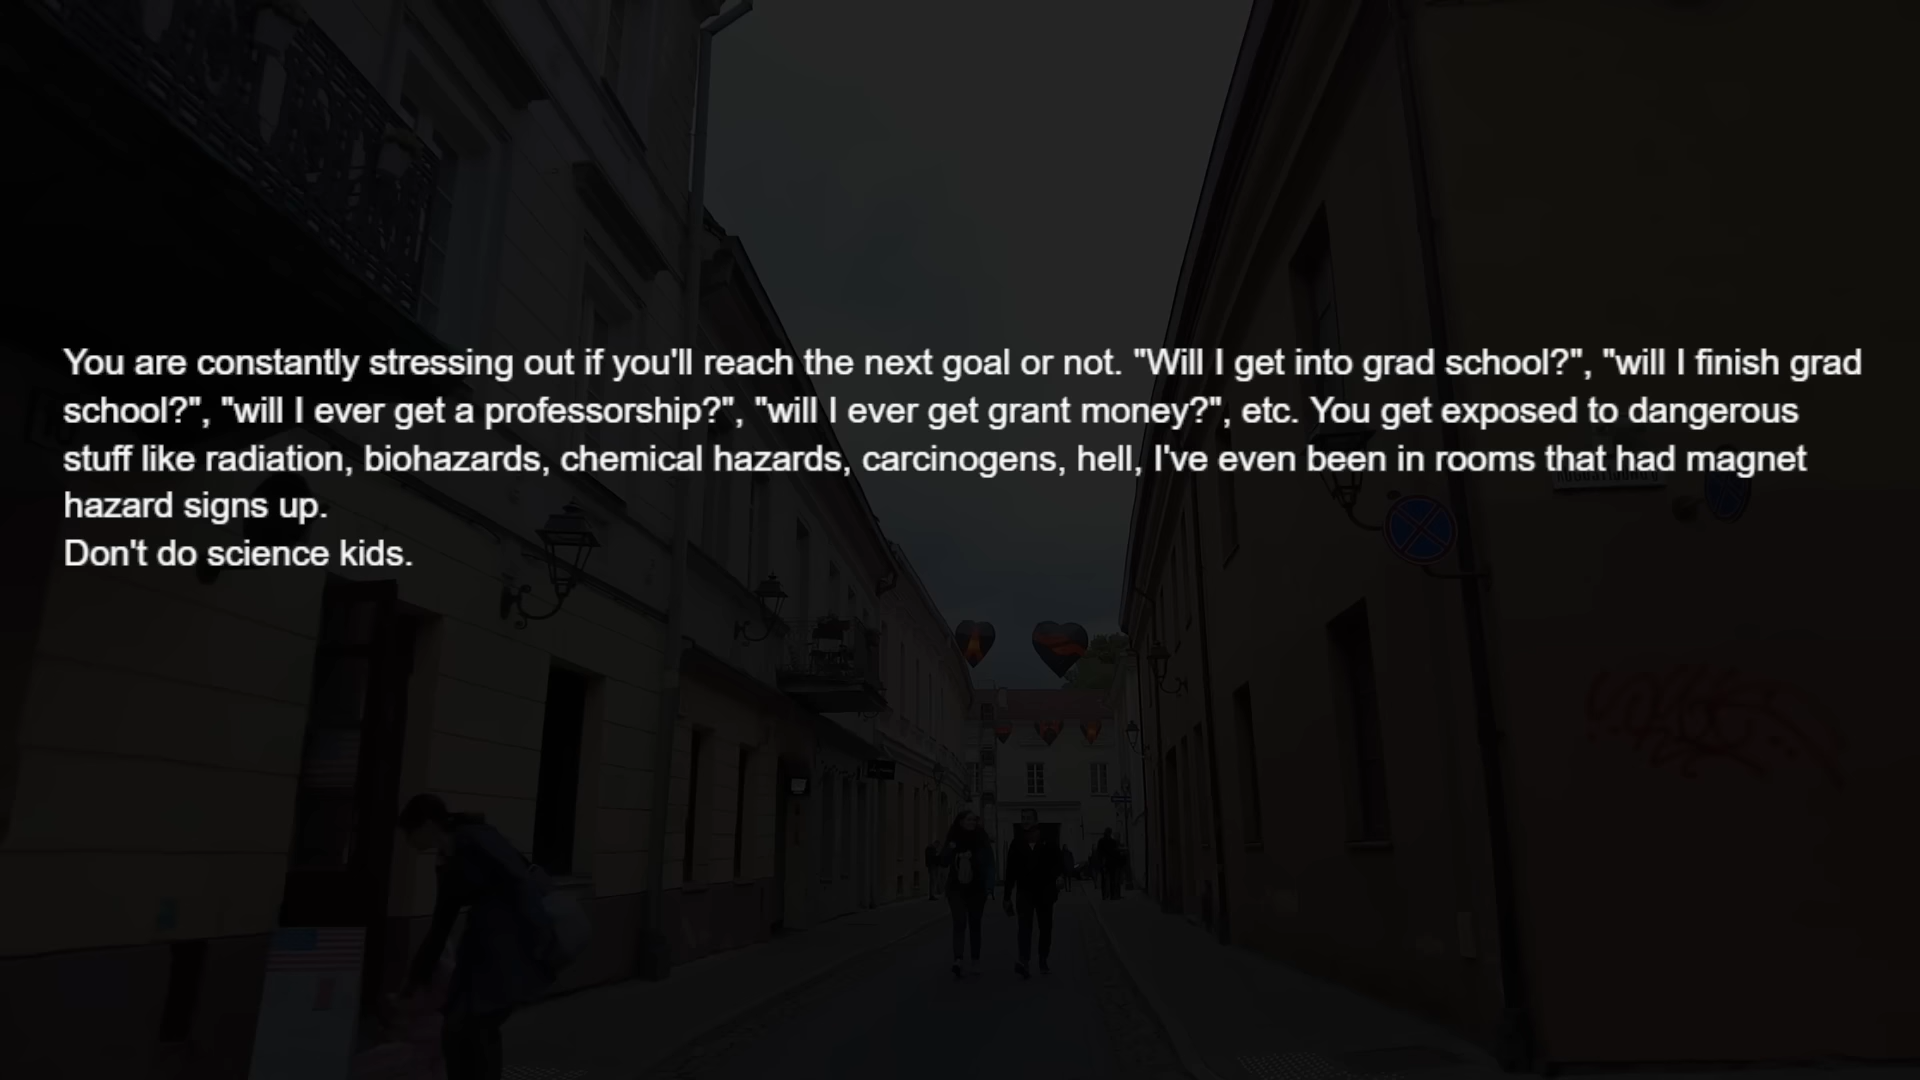 You are constantly stressing out if you'll reach the next goal or not. "Will I get into grad school?", "will I finish grad
school?", "will I ever get a professorship?", "will I ever get grant money?", etc. You get exposed to dangerous
stuff like radiation, biohazards, chemical hazards, carcinogens, hell, I've even been in rooms that had magnet
hazard signs up.
Don't do science kids.